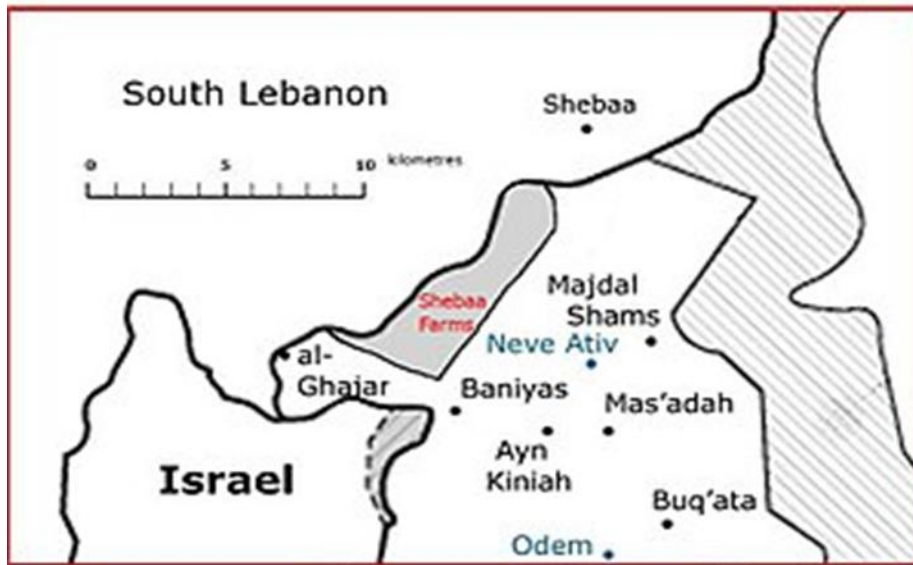 South Lebanon
Shebaa
0 5 10 kilometres
Shebaa
Farms
Majdal
Shams
Neve Ativ
al-
Ghajar
Baniyas
Mas'adah
Ayn
Kiniah
Israel
Buq'ata
Odem